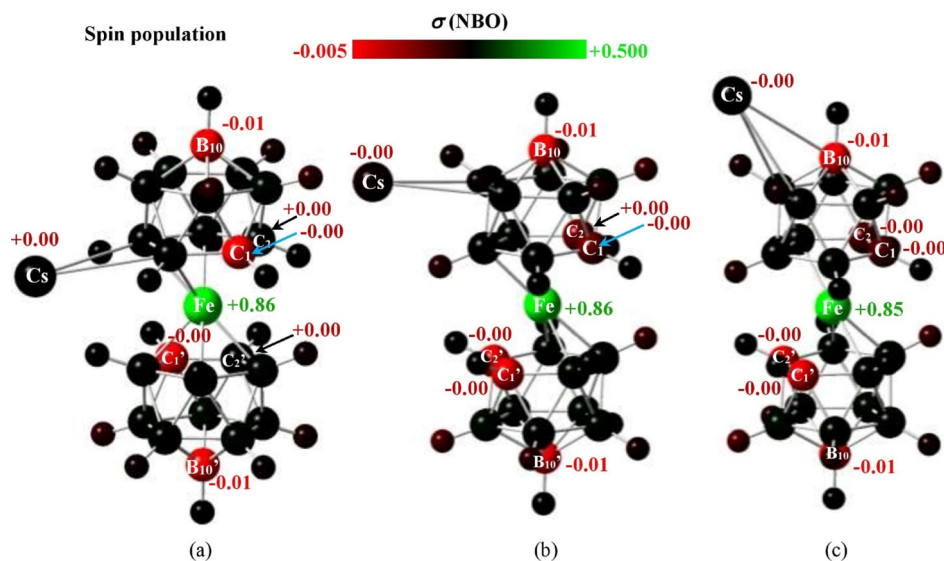 σ (NBO)
Spin population
-0.005
+0.500
-0.01
B10
+0.00
C2
-0.00
C1
+0.00
Cs
Fe
+0.86
-0.00
+0.00
C1'
C2'
B10'
-0.01
(a)
-0.01
B10
-0.00
Cs
+0.00
C2
-0.00
C1
Fe
+0.86
-0.00
C2'
C1'
-0.00
B10'
-0.01
(b)
-0.00
Cs
-0.01
B10
-0.00
C2
C1
-0.00
Fe
+0.85
-0.00
C2'
C1'
-0.00
B10
-0.01
(c)